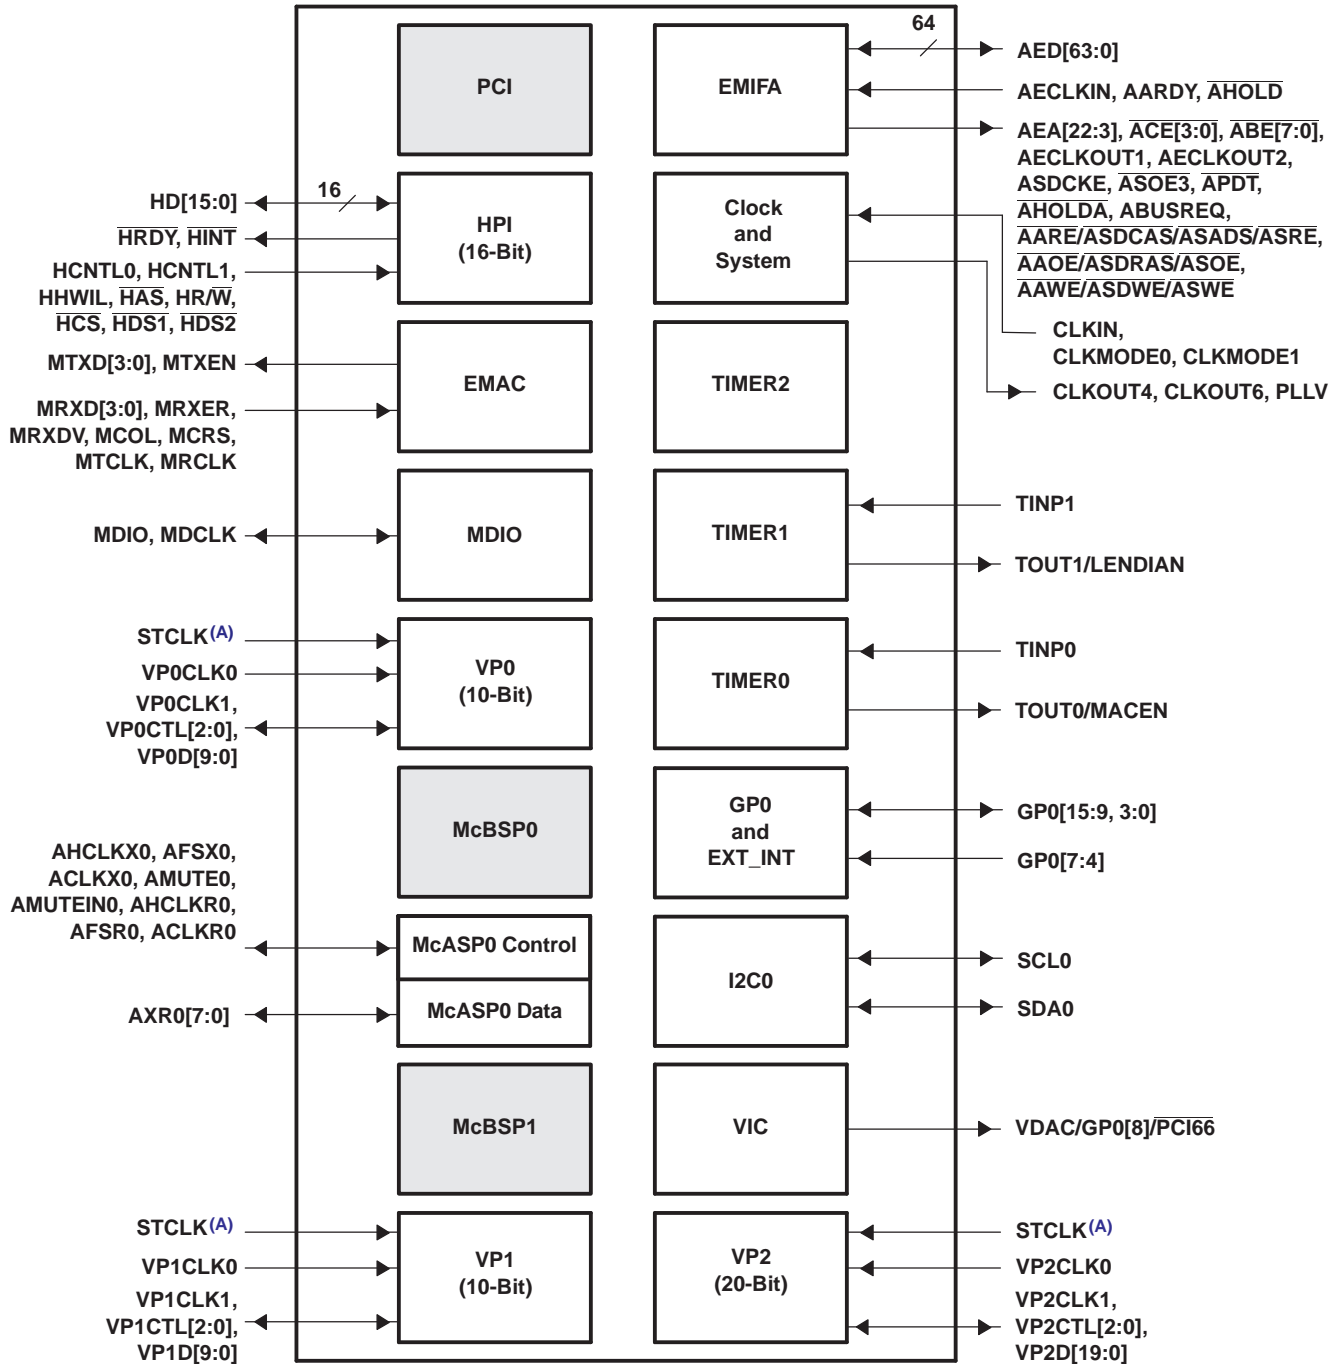 64
PCI
EMIFA
AED[63:0]
AECLKIN, AARDY, AHOLD
AEA[22:3], ACE[3:0], ABE[7:0],
AECLKOUT1, AECLKOUT2,
ASDCKE, ASOE3, APDT,
AHOLDA, ABUSREQ,
AARE/ASDCAS/ASADS/ASRE,
AAOE/ASDRAS/ASOE,
AAWE/ASDWE/ASWE
16
HD[15:0]
HRDY, HINT
HCNTL0, HCNTL1,
HHWIL, HAS, HR/W,
HCS, HDS1, HDS2
HPI
(16-Bit)
Clock
and
System
CLKIN,
CLKMODE0, CLKMODE1
CLKOUT4, CLKOUT6, PLLV
MTXD[3:0], MTXEN
MRXD[3:0], MRXER,
MRXDV, MCOL, MCRS,
MTCLK, MRCLK
EMAC
TIMER2
MDIO, MDCLK
MDIO
TIMER1
TINP1
TOUT1/LENDIAN
STCLK(A)
VP0CLK0
VP0CLK1,
VP0CTL[2:0],
VP0D[9:0]
VP0
(10-Bit)
TIMER0
TINP0
TOUT0/MACEN
McBSP0
GP0
and
EXT_INT
GP0[15:9, 3:0]
GP0[7:4]
AHCLKX0, AFSX0,
ACLKX0, AMUTE0,
AMUTEIN0, AHCLKR0,
AFSR0, ACLKR0
McASP0 Control
AXR0[7:0]
McASP0 Data
I2C0
SCL0
SDA0
McBSP1
VIC
VDAC/GP0[8]/PCI66
STCLK(A)
VP1CLK0
VP1CLK1,
VP1CTL[2:0],
VP1D[9:0]
VP1
(10-Bit)
VP2
(20-Bit)
STCLK(A)
VP2CLK0
VP2CLK1,
VP2CTL[2:0],
VP2D[19:0]